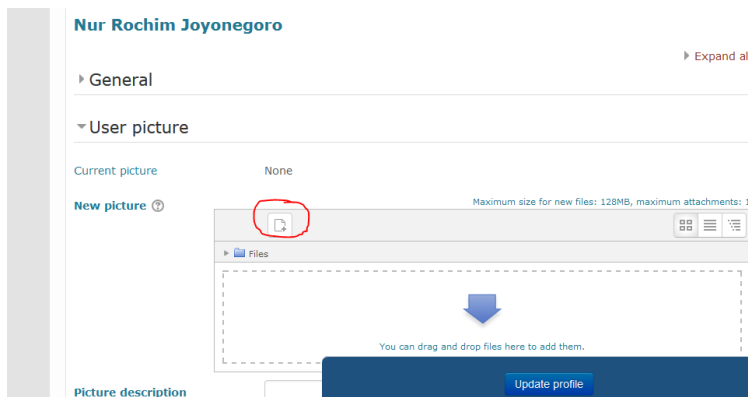 Nur Rochim Joyonegoro
Expand al
General
User picture
Current picture None
New picture
Maximum size for new files: 128MB, maximum attachments: 1
Files
You can drag and drop files here to add them.
Picture description
Update profile